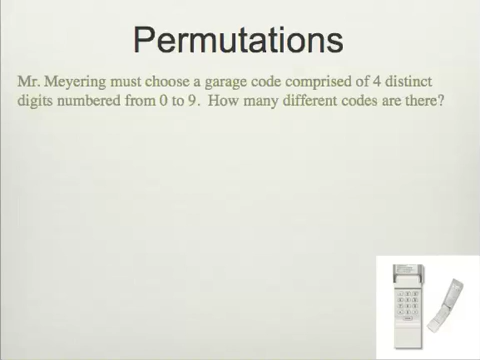 Permutations
Mr. Meyering must choose a garage code comprised of 4 distinct
digits numbered from 0 to 9.  How many different codes are there?